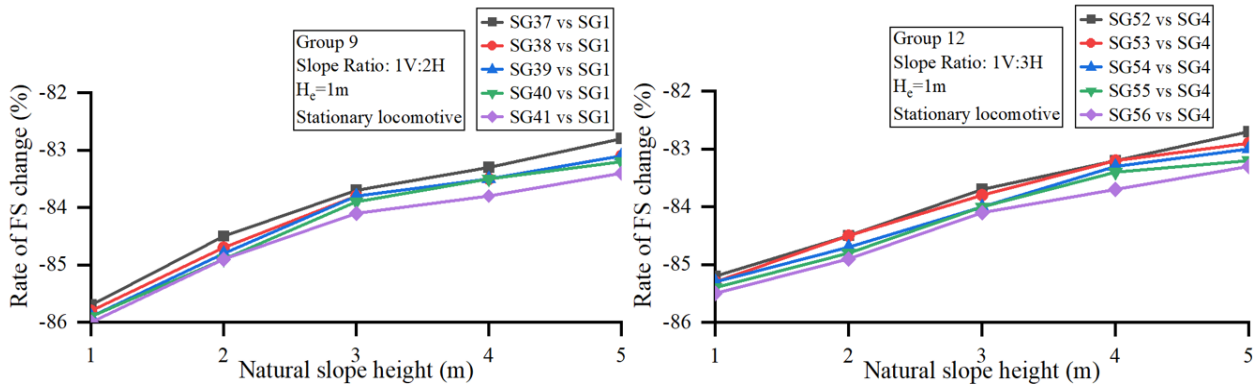 Group 9
Slope Ratio: 1V:2H
Hₑ=1m
Stationary locomotive
SG37 vs SG1
SG38 vs SG1
SG39 vs SG1
SG40 vs SG1
SG41 vs SG1
Rate of FS change (%)
-82
-83
-84
-85
-86
1
2
3
4
5
Natural slope height (m)
Group 12
Slope Ratio: 1V:3H
Hₑ=1m
Stationary locomotive
SG52 vs SG4
SG53 vs SG4
SG54 vs SG4
SG55 vs SG4
SG56 vs SG4
Rate of FS change (%)
-82
-83
-84
-85
-86
1
2
3
4
5
Natural slope height (m)